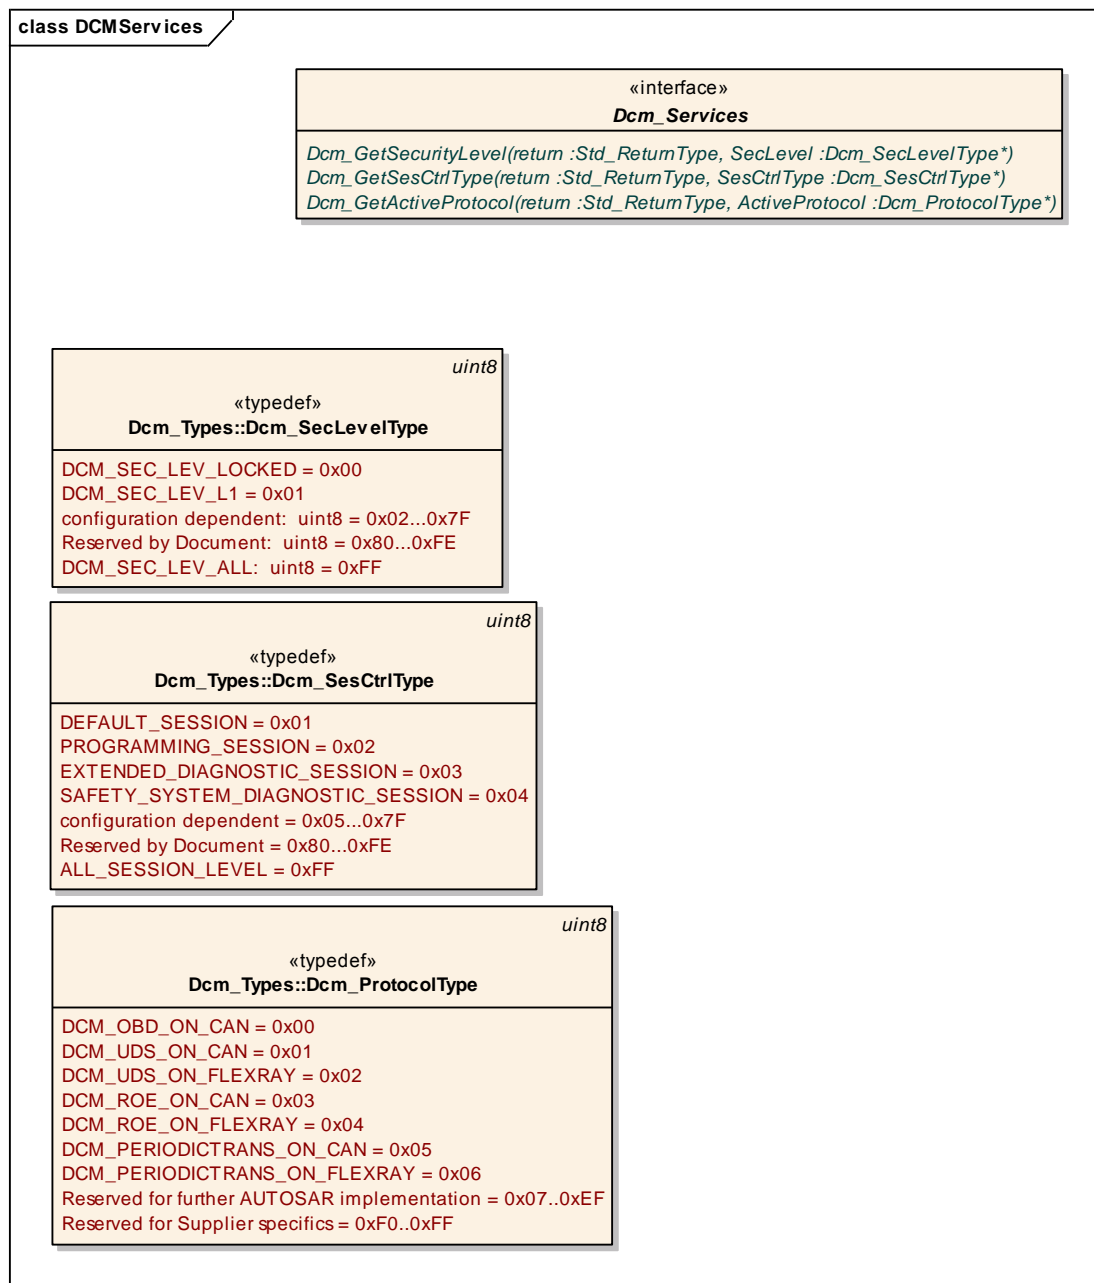 class DCMServices
«interface»
Dcm_Services
Dcm_GetSecurityLevel(return :Std_ReturnType, SecLevel :Dcm_SecLevelType*)
Dcm_GetSesCtrlType(return :Std_ReturnType, SesCtrlType :Dcm_SesCtrlType*)
Dcm_GetActiveProtocol(return :Std_ReturnType, ActiveProtocol :Dcm_ProtocolType*)
uint8
«typedef»
Dcm_Types::Dcm_SecLevelType
DCM_SEC_LEV_LOCKED = 0x00
DCM_SEC_LEV_L1 = 0x01
configuration dependent: uint8 = 0x02...0x7F
Reserved by Document: uint8 = 0x80...0xFE
DCM_SEC_LEV_ALL: uint8 = 0xFF
uint8
«typedef»
Dcm_Types::Dcm_SesCtrlType
DEFAULT_SESSION = 0x01
PROGRAMMING_SESSION = 0x02
EXTENDED_DIAGNOSTIC_SESSION = 0x03
SAFETY_SYSTEM_DIAGNOSTIC_SESSION = 0x04
configuration dependent = 0x05...0x7F
Reserved by Document = 0x80...0xFE
ALL_SESSION_LEVEL = 0xFF
uint8
«typedef»
Dcm_Types::Dcm_ProtocolType
DCM_OBD_ON_CAN = 0x00
DCM_UDS_ON_CAN = 0x01
DCM_UDS_ON_FLEXRAY = 0x02
DCM_ROE_ON_CAN = 0x03
DCM_ROE_ON_FLEXRAY = 0x04
DCM_PERIODICTRANS_ON_CAN = 0x05
DCM_PERIODICTRANS_ON_FLEXRAY = 0x06
Reserved for further AUTOSAR implementation = 0x07..0xEF
Reserved for Supplier specifics = 0xF0..0xFF